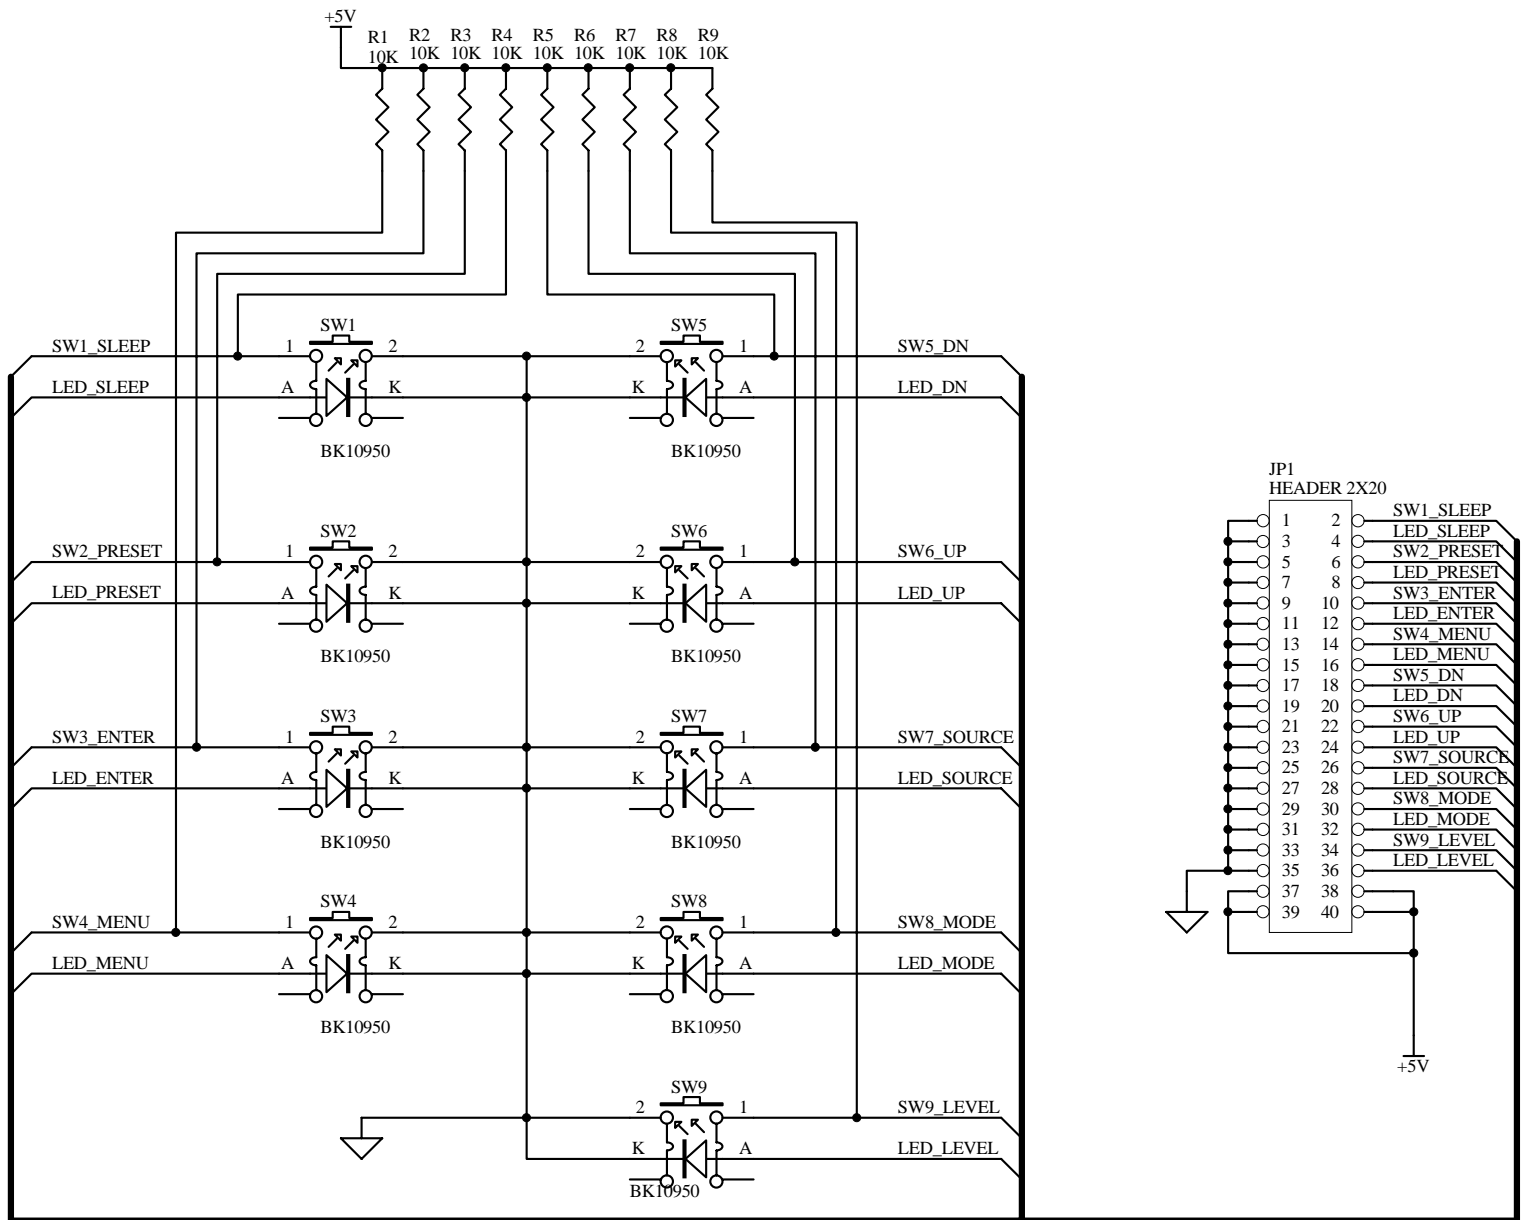 +5V
R1 R2 R3 R4 R5 R6 R7 R8 R9
10K 10K 10K 10K 10K 10K 10K 10K 10K
SW1 SW5
SW1_SLEEP 1 2 2 1 SW5_DN
LED_SLEEP A K K A LED_DN
BK10950 BK10950
SW2 SW6
SW2_PRESET 1 2 2 1 SW6_UP
LED_PRESET A K K A LED_UP
BK10950 BK10950
SW3 SW7
SW3_ENTER 1 2 2 1 SW7_SOURCE
LED_ENTER A K K A LED_SOURCE
BK10950 BK10950
SW4 SW8
SW4_MENU 1 2 2 1 SW8_MODE
LED_MENU A K K A LED_MODE
BK10950 BK10950
SW9
2 1 SW9_LEVEL
K A LED_LEVEL
BK10950
JP1
HEADER 2X20
1 2 SW1_SLEEP
3 4 LED_SLEEP
5 6 SW2_PRESET
7 8 LED_PRESET
9 10 SW3_ENTER
11 12 LED_ENTER
13 14 SW4_MENU
15 16 LED_MENU
17 18 SW5_DN
19 20 LED_DN
21 22 SW6_UP
23 24 LED_UP
25 26 SW7_SOURCE
27 28 LED_SOURCE
29 30 SW8_MODE
31 32 LED_MODE
33 34 SW9_LEVEL
35 36 LED_LEVEL
37 38
39 40
+5V